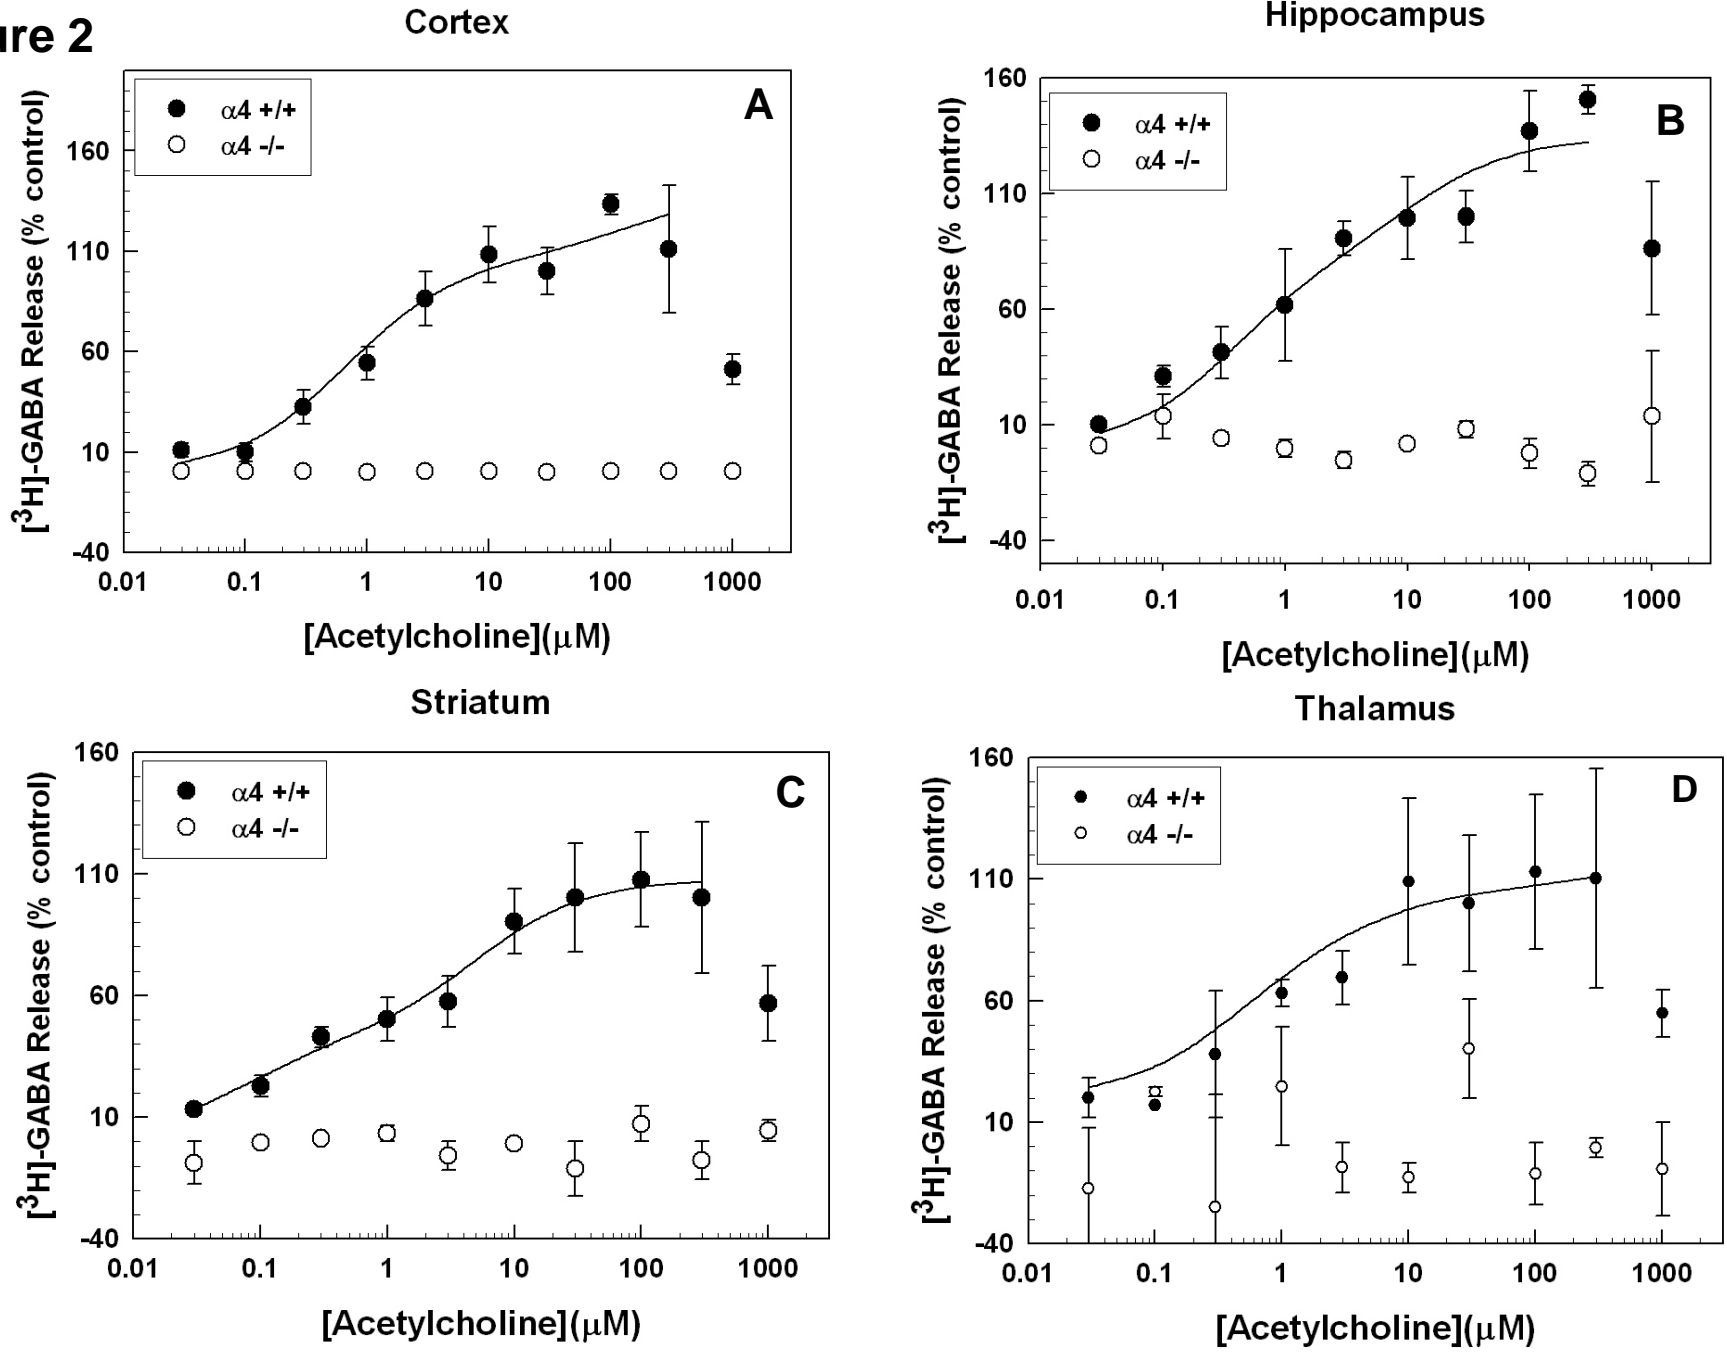 ure 2
Cortex
[3H]-GABA Release (% control)
α4 +/+
α4 -/-
A
160
110
60
10
-40
0.01 0.1 1 10 100 1000
[Acetylcholine](μM)
Hippocampus
[3H]-GABA Release (% control)
α4 +/+
α4 -/-
B
160
110
60
10
-40
0.01 0.1 1 10 100 1000
[Acetylcholine](μM)
Striatum
[3H]-GABA Release (% control)
α4 +/+
α4 -/-
C
160
110
60
10
-40
0.01 0.1 1 10 100 1000
[Acetylcholine](μM)
Thalamus
[3H]-GABA Release (% control)
α4 +/+
α4 -/-
D
160
110
60
10
-40
0.01 0.1 1 10 100 1000
[Acetylcholine](μM)